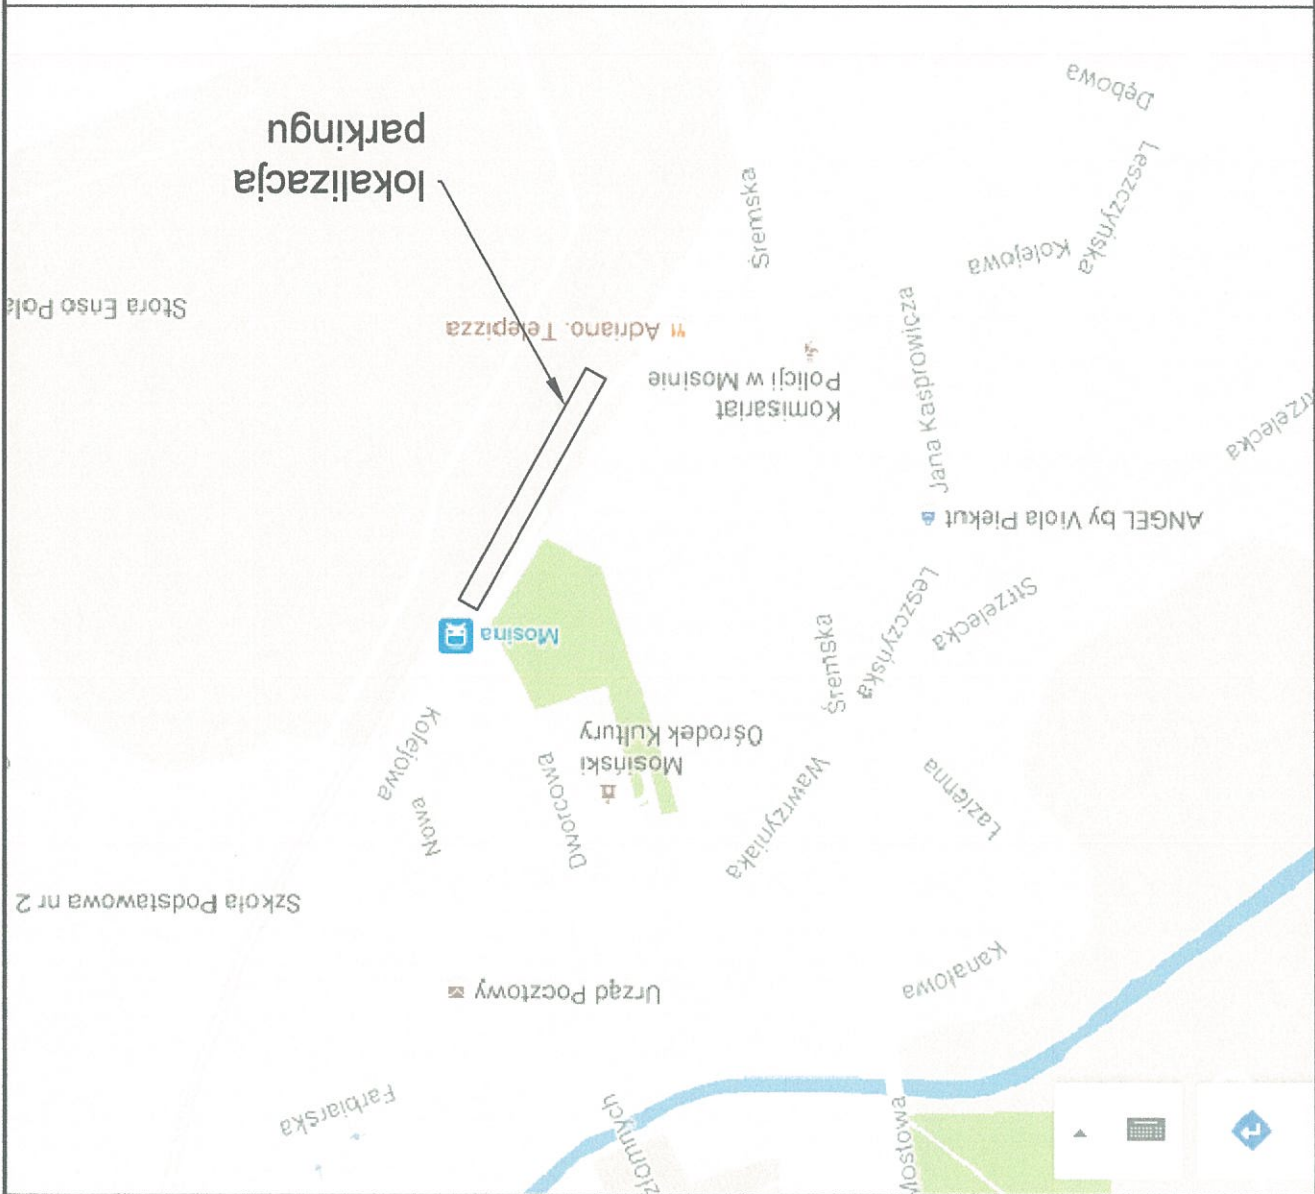 Farbiarska
Mostowa
Urząd Pocztowy
Kanałowa
Szkoła Podstawowa nr 2
Nowa
Kolejowa
Dworcowa
Mosiński
Ośrodek Kultury
Wawrzyniaka
Łazienna
Mosina
Śremska
Leszczyńska
Strzelecka
ANGEL by Viola Piekut
Jana Kasprowicza
Komisariat
Policji w Mosinie
Adriano. Telepizza
Stora Enso
Kolejowa
Leszczyńska
Śremska
lokalizacja
parkingu
Dębowa